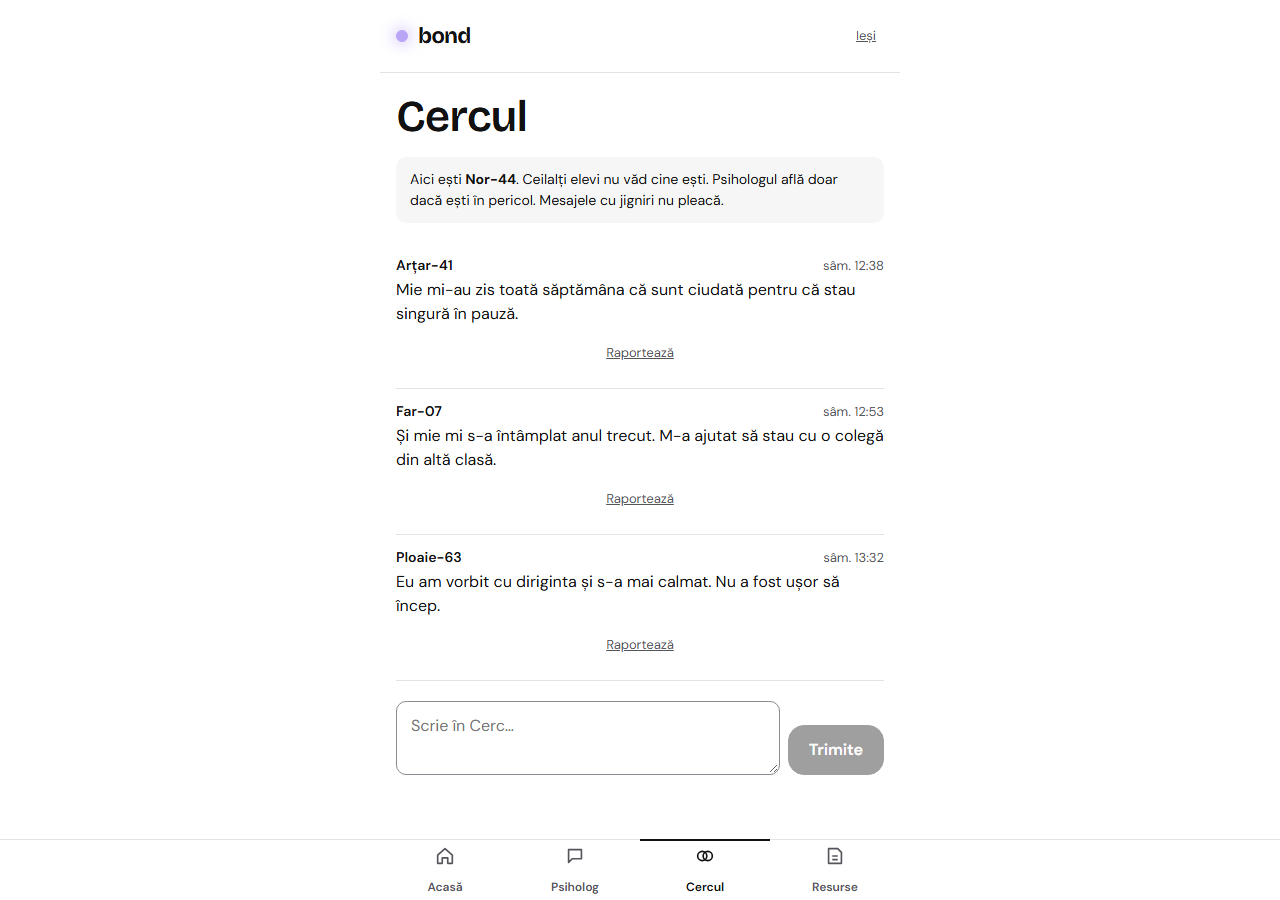 bond
Ieși
Cercul
Aici ești Nor-44. Ceilalți elevi nu văd cine ești. Psihologul află doar
dacă ești în pericol. Mesajele cu jigniri nu pleacă.
Arțar-41
sâm. 12:38
Mie mi-au zis toată săptămâna că sunt ciudată pentru că stau
singură în pauză.
Raportează
Far-07
sâm. 12:53
Și mie mi s-a întâmplat anul trecut. M-a ajutat să stau cu o colegă
din altă clasă.
Raportează
Ploaie-63
sâm. 13:32
Eu am vorbit cu diriginta și s-a mai calmat. Nu a fost ușor să
încep.
Raportează
Scrie în Cerc...
Trimite
Acasă
Psiholog
Cercul
Resurse